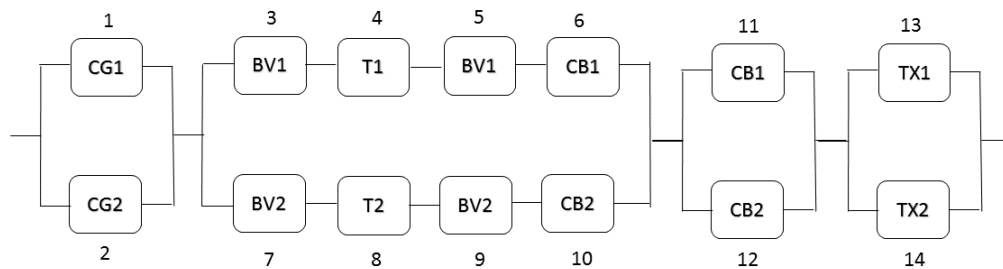 1 3 4 5 6 11 13
CG1 BV1 T1 BV1 CB1 CB1 TX1
CG2 BV2 T2 BV2 CB2 CB2 TX2
2 7 8 9 10 12 14